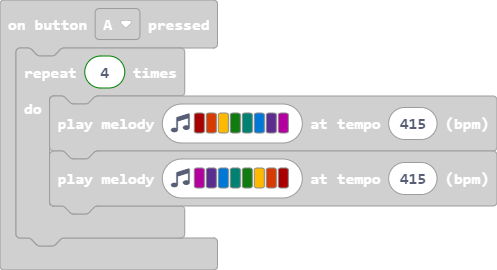 on button A pressed
repeat 4 times
do
play melody at tempo 415 (bpm)
play melody at tempo 415 (bpm)